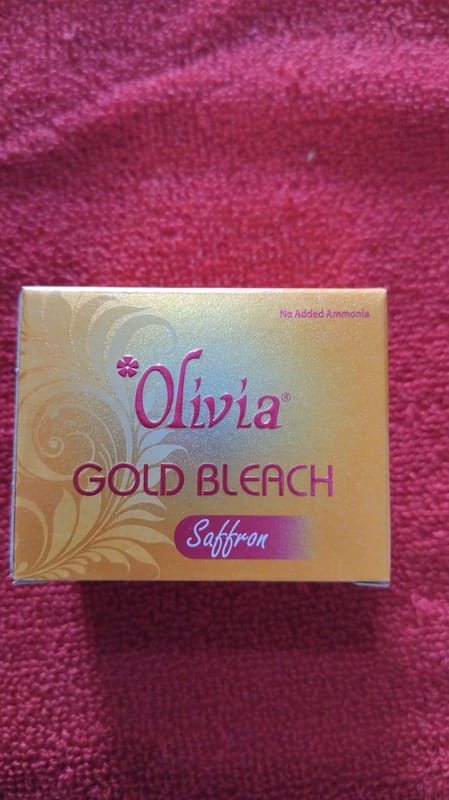 No Added Ammonia
Olivia®
GOLD BLEACH
Saffron